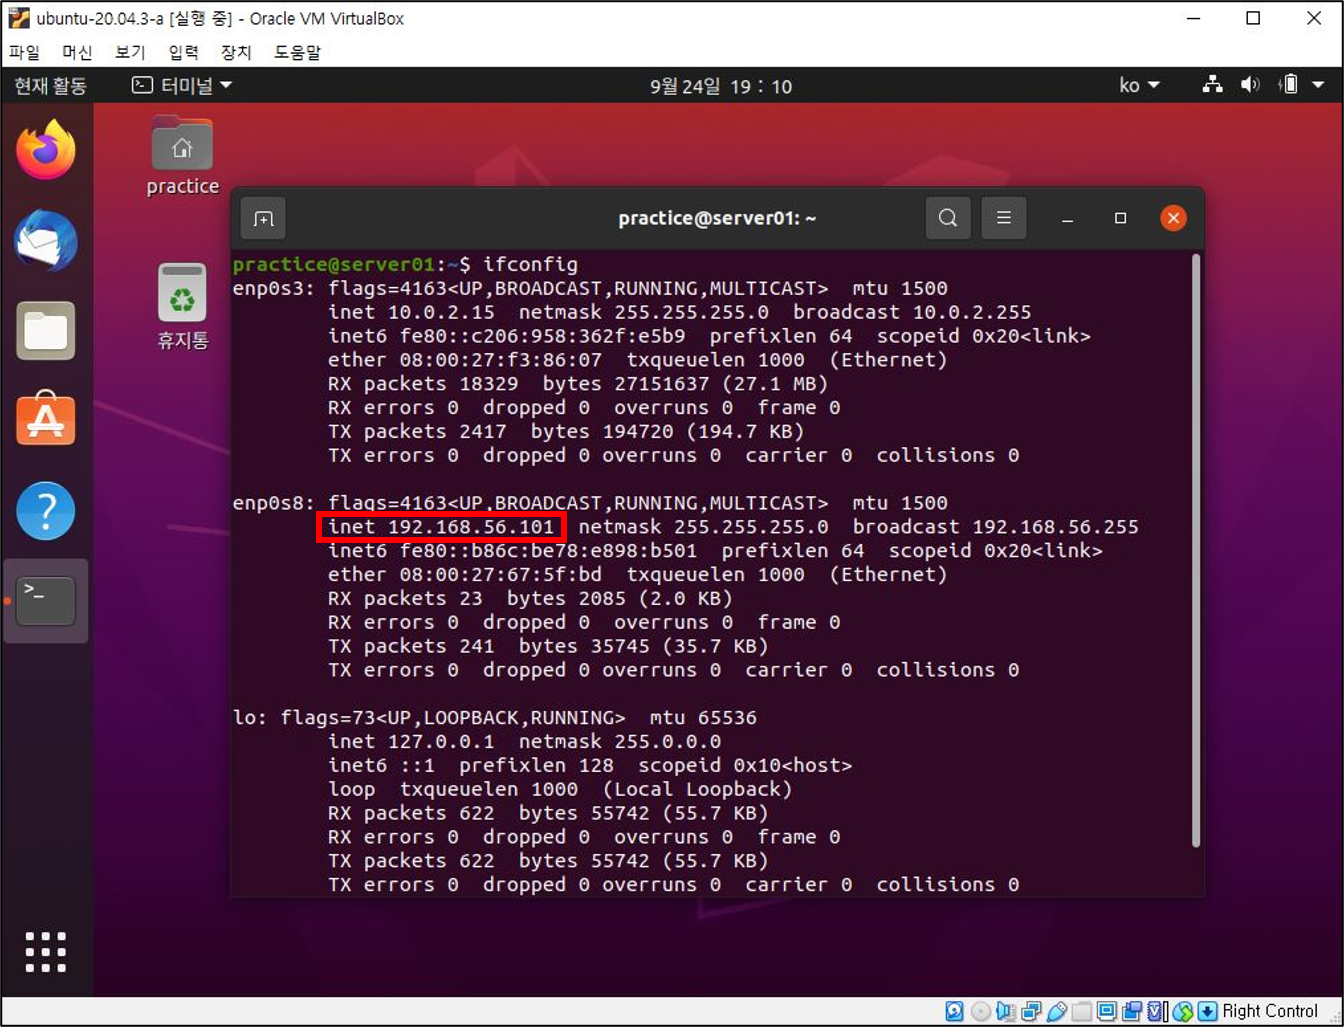 ubuntu-20.04.3-a [실행 중] - Oracle VM VirtualBox
파일 머신 보기 입력 장치 도움말
현재 활동 터미널 9월 24일 19 : 10 ko
practice
휴지통
practice@server01: ~
practice@server01:~$ ifconfig
enp0s3: flags=4163<UP,BROADCAST,RUNNING,MULTICAST>  mtu 1500
        inet 10.0.2.15  netmask 255.255.255.0  broadcast 10.0.2.255
        inet6 fe80::c206:958:362f:e5b9  prefixlen 64  scopeid 0x20<link>
        ether 08:00:27:f3:86:07  txqueuelen 1000  (Ethernet)
        RX packets 18329  bytes 27151637 (27.1 MB)
        RX errors 0  dropped 0  overruns 0  frame 0
        TX packets 2417  bytes 194720 (194.7 KB)
        TX errors 0  dropped 0 overruns 0  carrier 0  collisions 0
enp0s8: flags=4163<UP,BROADCAST,RUNNING,MULTICAST>  mtu 1500
        inet 192.168.56.101  netmask 255.255.255.0  broadcast 192.168.56.255
        inet6 fe80::b86c:be78:e898:b501  prefixlen 64  scopeid 0x20<link>
        ether 08:00:27:67:5f:bd  txqueuelen 1000  (Ethernet)
        RX packets 23  bytes 2085 (2.0 KB)
        RX errors 0  dropped 0  overruns 0  frame 0
        TX packets 241  bytes 35745 (35.7 KB)
        TX errors 0  dropped 0 overruns 0  carrier 0  collisions 0
lo: flags=73<UP,LOOPBACK,RUNNING>  mtu 65536
        inet 127.0.0.1  netmask 255.0.0.0
        inet6 ::1  prefixlen 128  scopeid 0x10<host>
        loop  txqueuelen 1000  (Local Loopback)
        RX packets 622  bytes 55742 (55.7 KB)
        RX errors 0  dropped 0  overruns 0  frame 0
        TX packets 622  bytes 55742 (55.7 KB)
        TX errors 0  dropped 0 overruns 0  carrier 0  collisions 0
Right Control